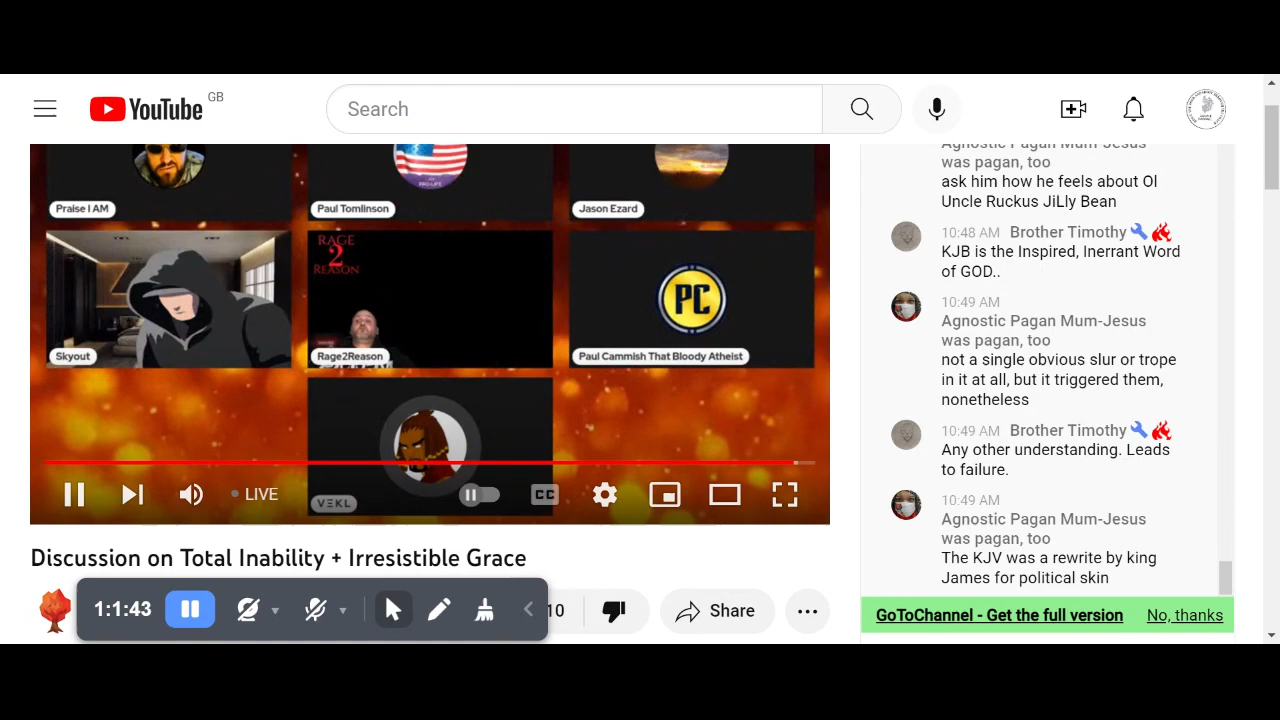 YouTube GB
Search
Praise I AM
Paul Tomlinson
Jason Ezard
RAGE
2
REASON
PC
Skyout
Rage2Reason
Paul Cammish That Bloody Atheist
VΞKL
LIVE
CC
Discussion on Total Inability + Irresistible Grace
1:1:43
10
Share
Agnostic Pagan Mum-Jesus
was pagan, too
ask him how he feels about Ol
Uncle Ruckus JiLly Bean
10:48 AM Brother Timothy
KJB is the Inspired, Inerrant Word
of GOD..
10:49 AM
Agnostic Pagan Mum-Jesus
was pagan, too
not a single obvious slur or trope
in it at all, but it triggered them,
nonetheless
10:49 AM Brother Timothy
Any other understanding. Leads
to failure.
10:49 AM
Agnostic Pagan Mum-Jesus
was pagan, too
The KJV was a rewrite by king
James for political skin
GoToChannel - Get the full version No, thanks